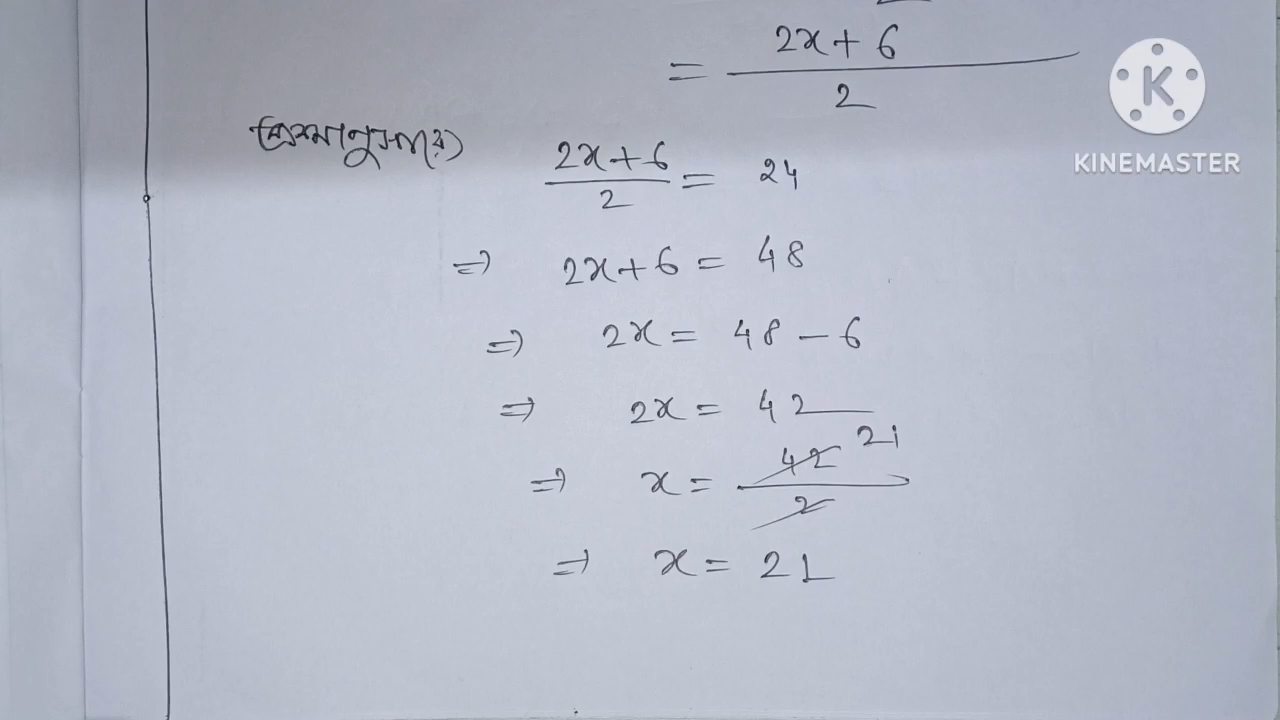 = 2x + 6 / 2
K
KINEMASTER
প্রশ্নানুসারে, 2x + 6 / 2 = 24
⇒ 2x + 6 = 48
⇒ 2x = 48 - 6
⇒ 2x = 42
⇒ x = 42 / 2 21
⇒ x = 21